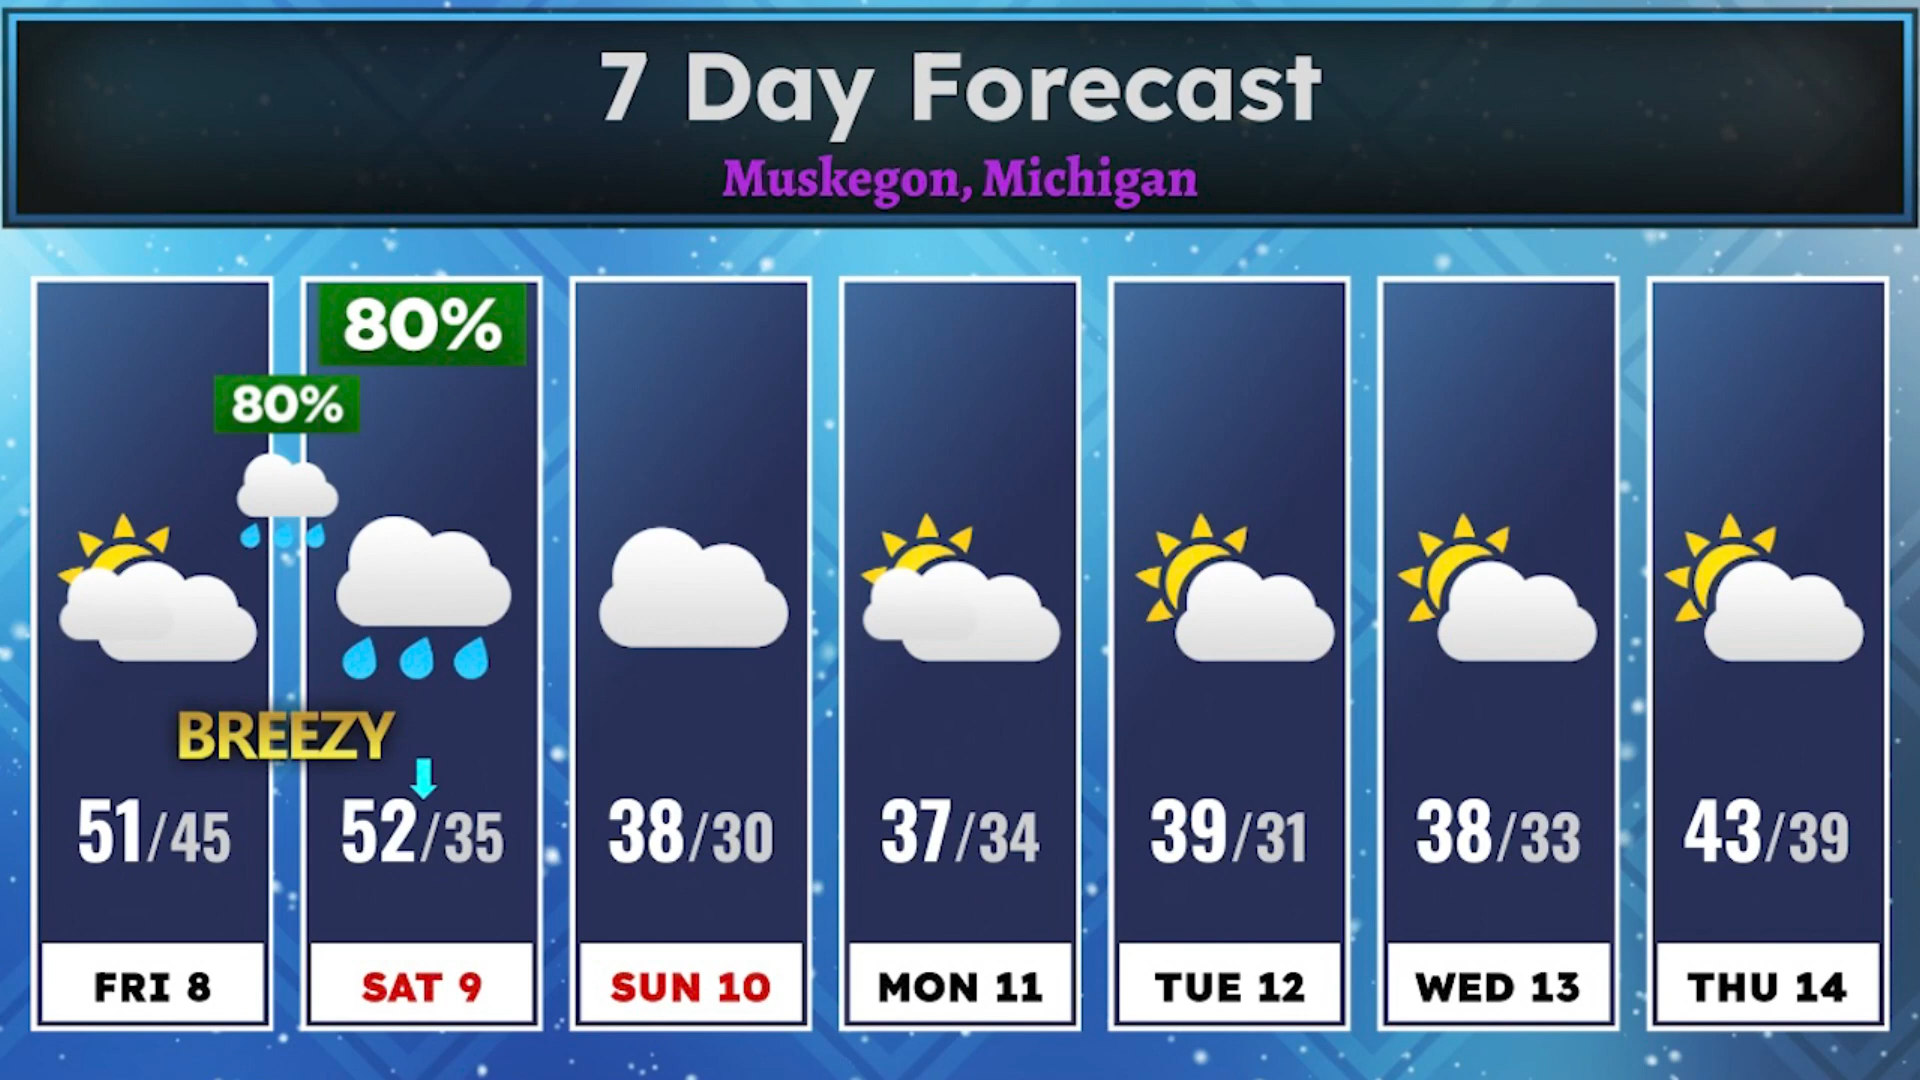 7 Day Forecast
Muskegon, Michigan
80%
80%
BREEZY
51/45
52/35
38/30
37/34
39/31
38/33
43/39
FRI 8
SAT 9
SUN 10
MON 11
TUE 12
WED 13
THU 14